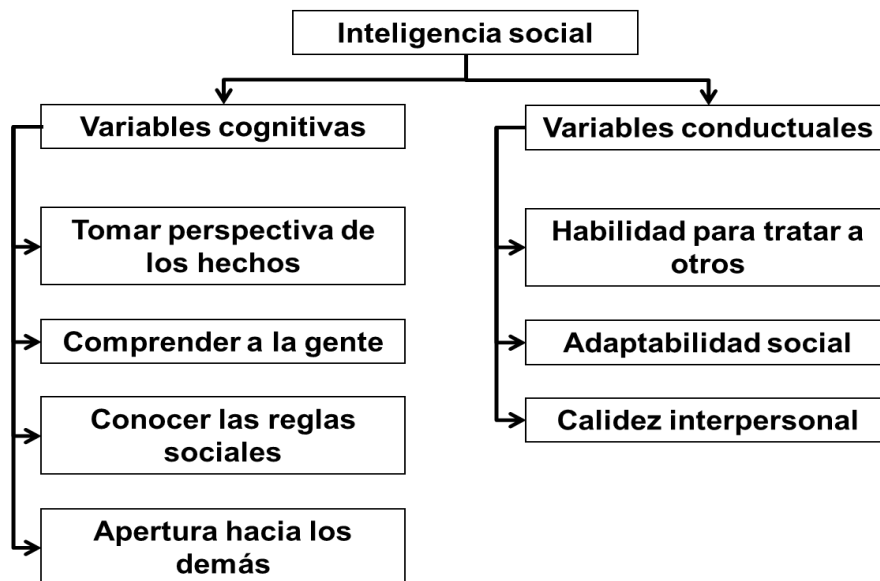 Inteligencia social
Variables cognitivas
Tomar perspectiva de
los hechos
Comprender a la gente
Conocer las reglas
sociales
Apertura hacia los
demás
Variables conductuales
Habilidad para tratar a
otros
Adaptabilidad social
Calidez interpersonal